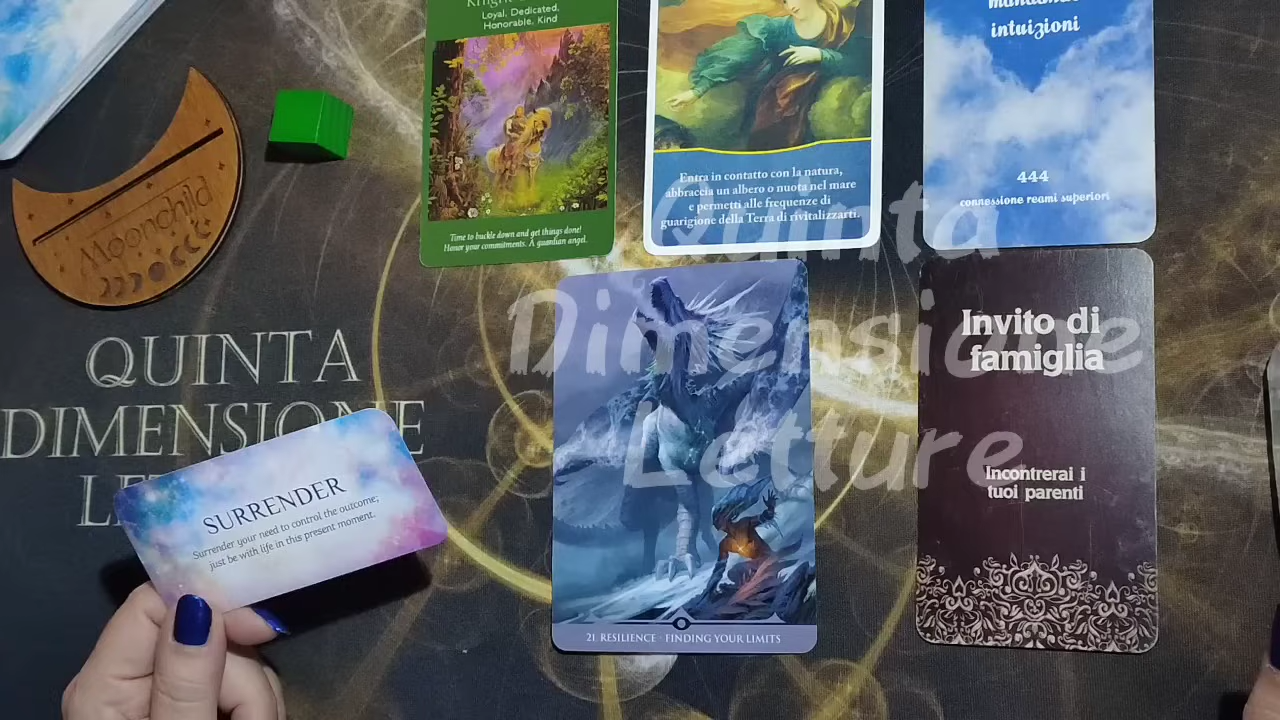 Loyal, Dedicated,
Honorable, Kind
Time to buckle down and get things done!
Honor your commitments. A guardian angel.
Entra in contatto con la natura,
abbraccia un albero o nuota nel mare
e permetti alle frequenze di
guarigione della Terra di rivitalizzarti.
intuizioni
444
connessione reami superiori
Moonchild
QUINTA
DIMENSIONE
SURRENDER
Surrender your need to control the outcome;
just be with life in this present moment.
21. RESILIENCE · FINDING YOUR LIMITS
Invito di
famiglia
Incontrerai i
tuoi parenti
Quinta
Dimensione
Letture